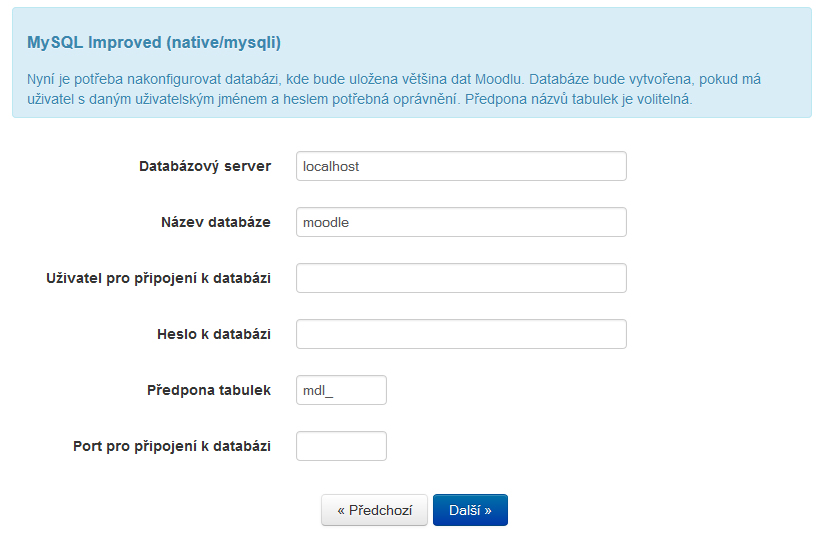 MySQL Improved (native/mysqli)
Nyní je potřeba nakonfigurovat databázi, kde bude uložena většina dat Moodlu. Databáze bude vytvořena, pokud má
uživatel s daným uživatelským jménem a heslem potřebná oprávnění. Předpona názvů tabulek je volitelná.
Databázový server localhost
Název databáze moodle
Uživatel pro připojení k databázi
Heslo k databázi
Předpona tabulek mdl_
Port pro připojení k databázi
« Předchozí Další »